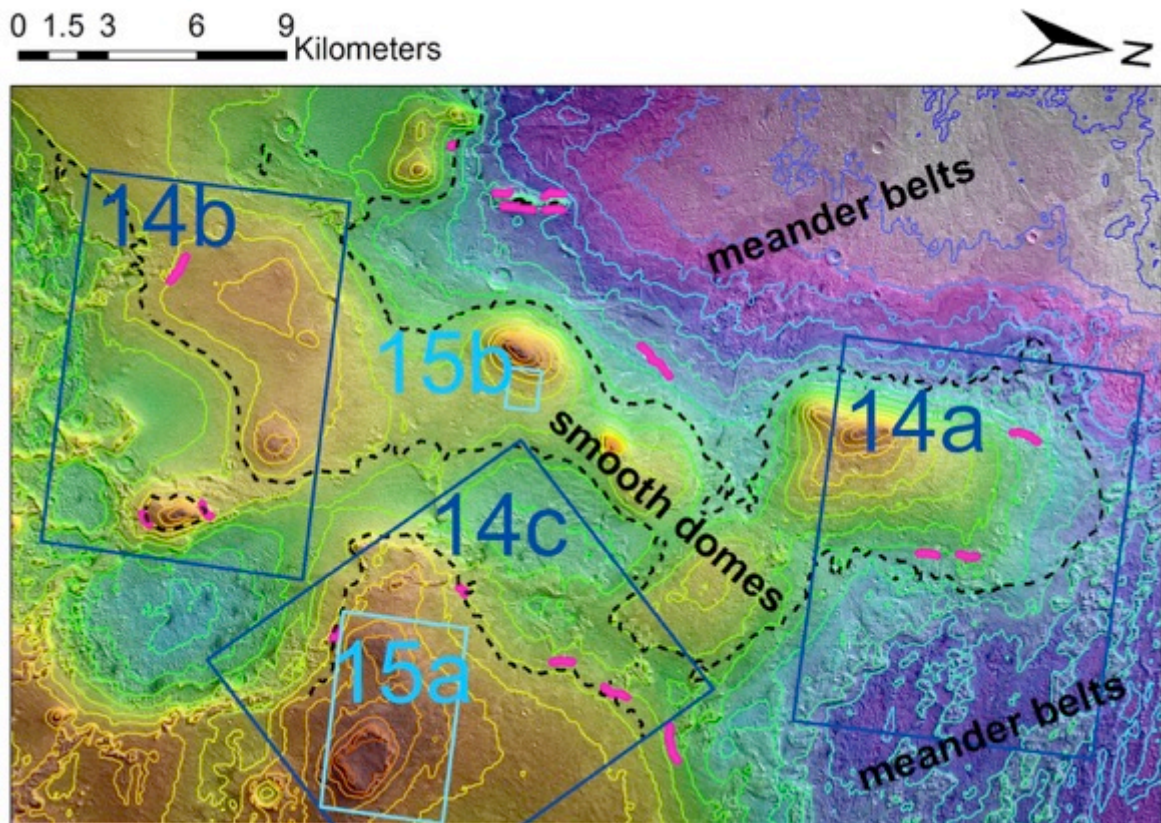 0 1.5 3 6 9
Kilometers
N
14b
meander belts
15b
14a
smooth domes
14c
15a
meander belts